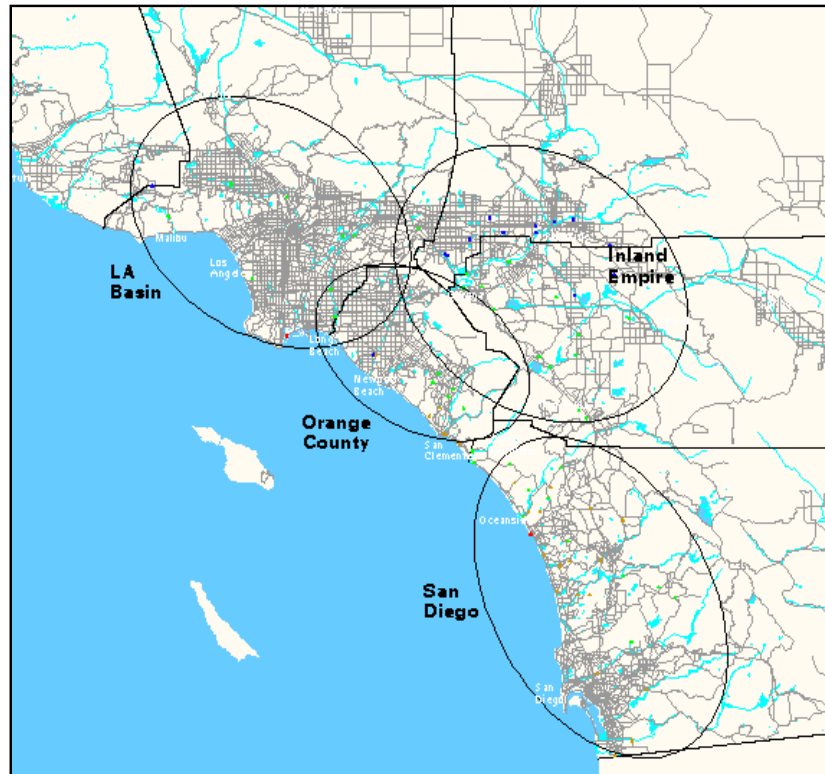 Malibu
Los
Angeles
LA
Basin
Inland
Empire
Long
Beach
Newport
Beach
Orange
County
San
Clemente
Oceanside
San
Diego
San
Diego